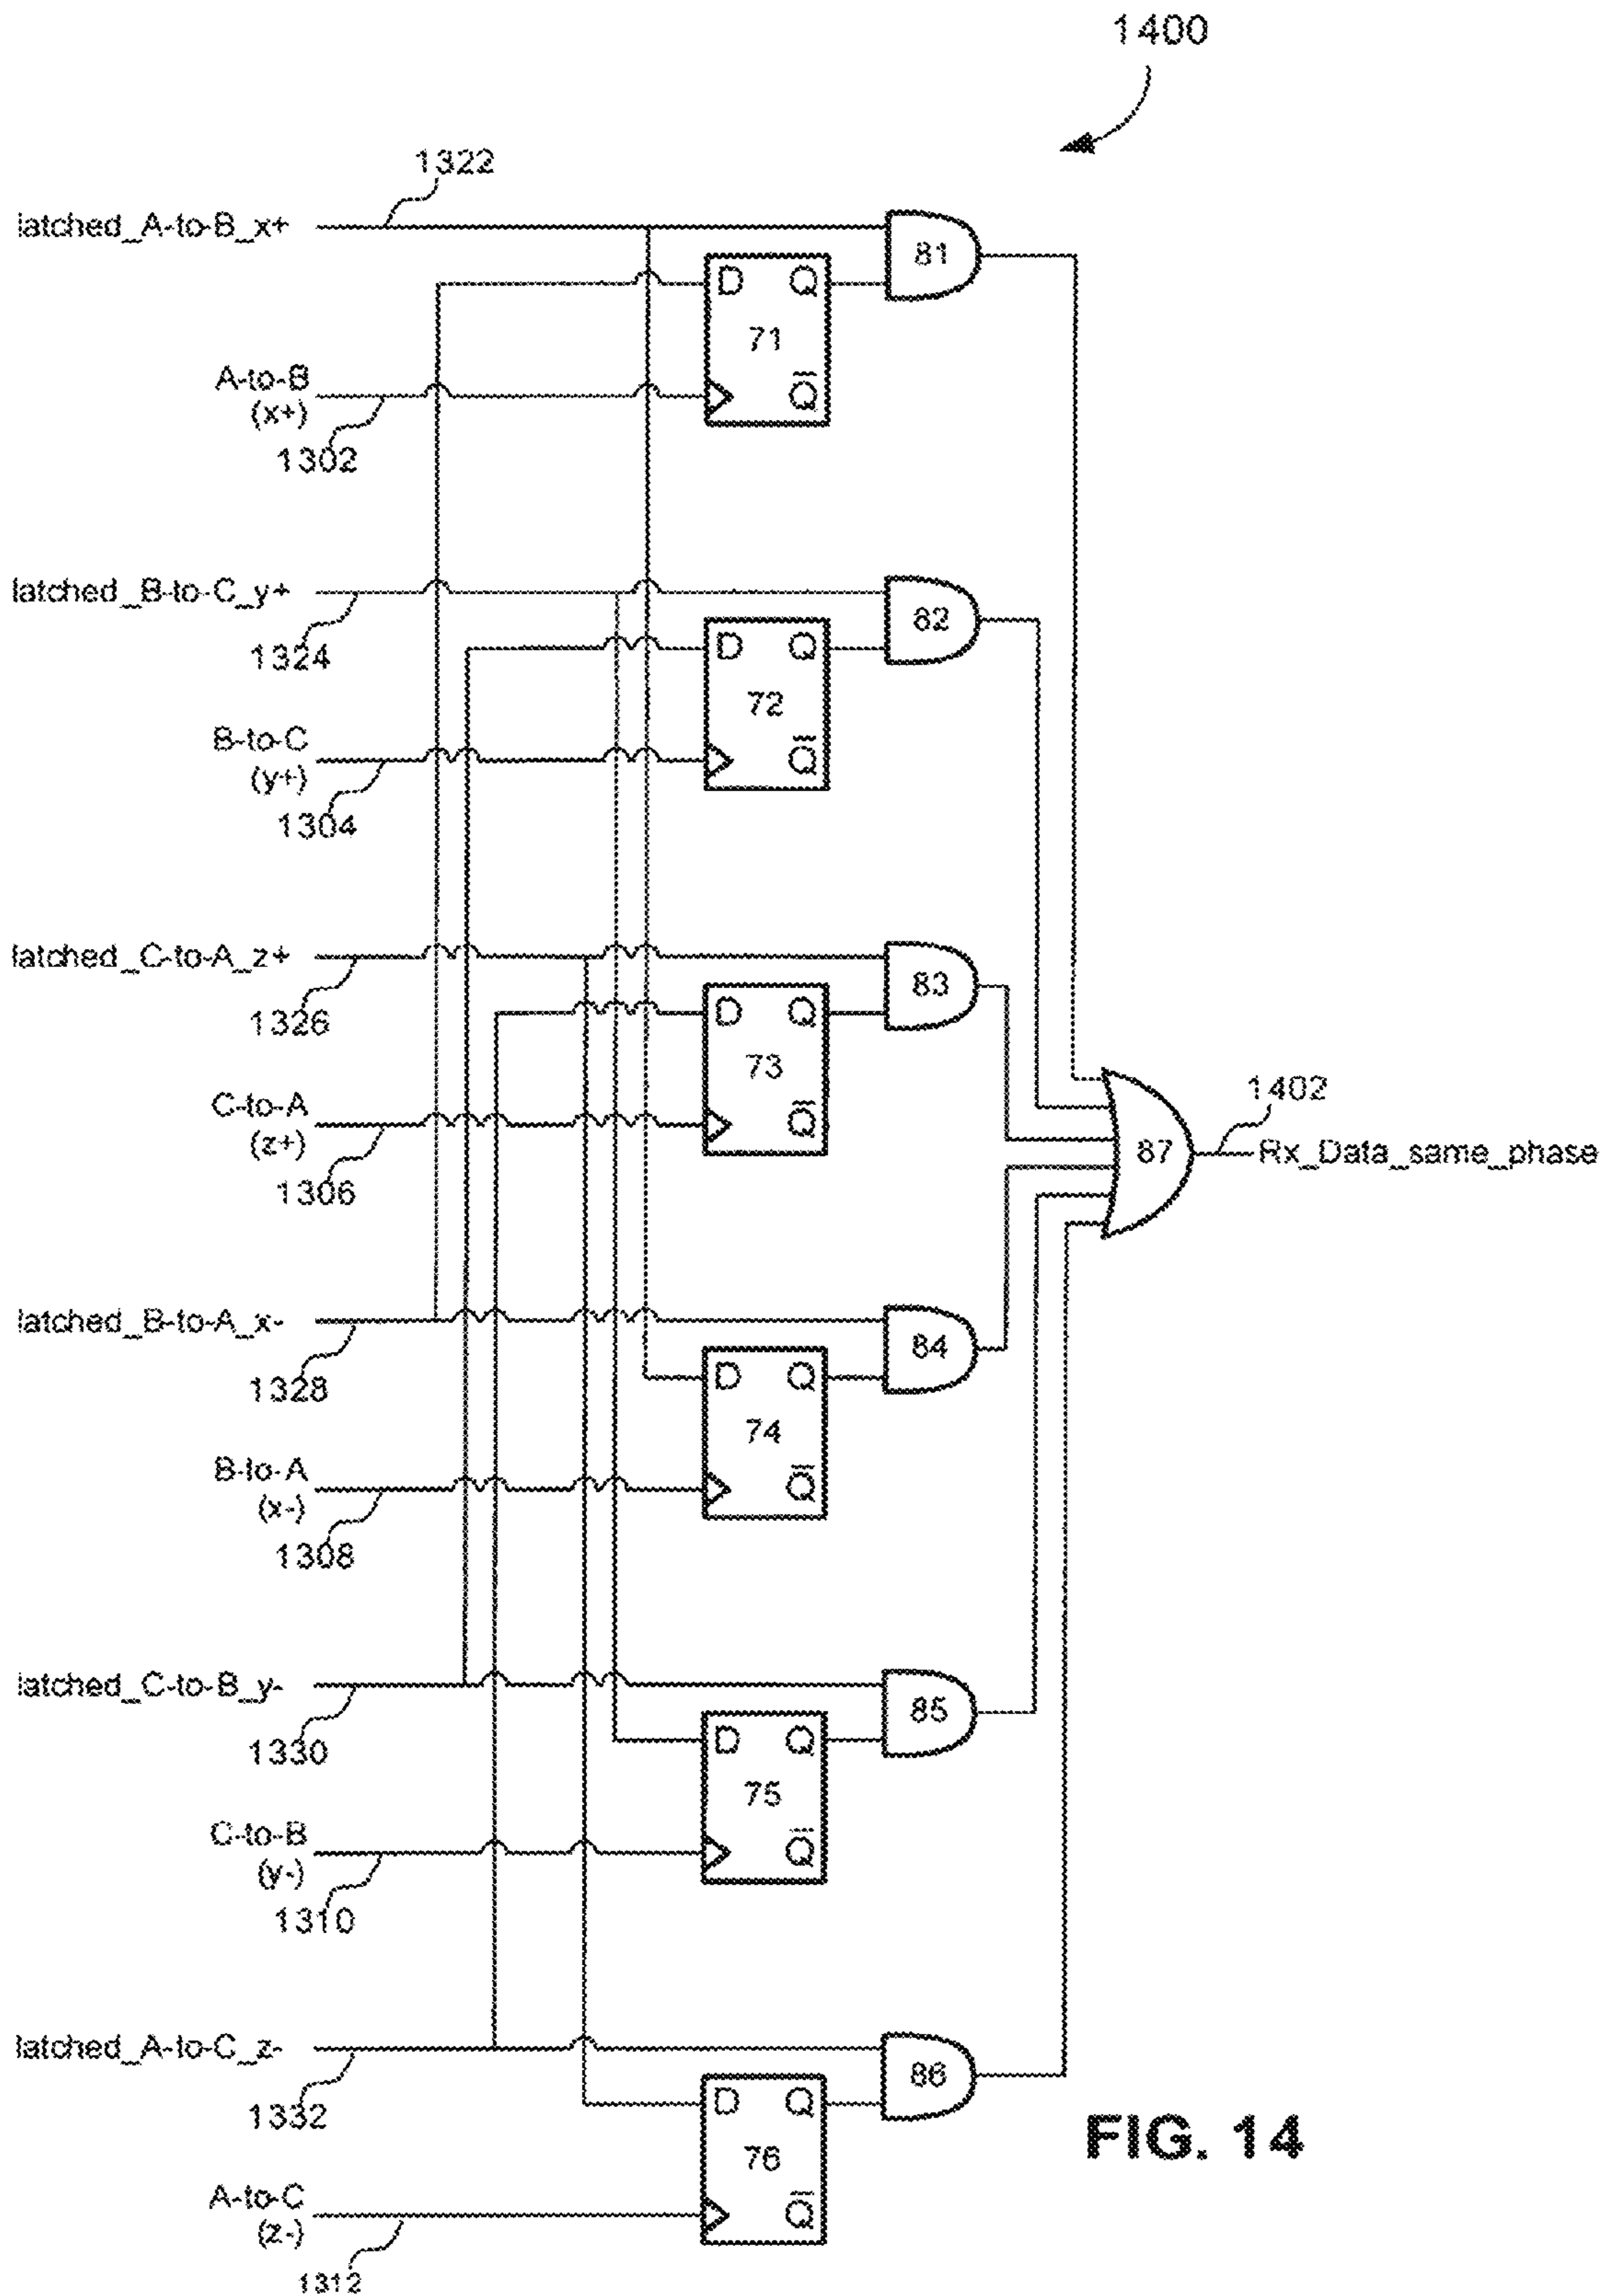 1400
1322
latched_A-to-B_x+
81
D Q
71
A-to-B
(x+)
Q
1302
latched_B-to-C_y+
82
1324
D Q
72
B-to-C
(y+)
Q
1304
latched_C-to-A_z+
83
1326
D Q
73
C-to-A
(z+)
Q
1306
87
1402
Rx_Data_same_phase
latched_B-to-A_x-
84
1328
D Q
74
B-to-A
(x-)
Q
1308
latched_C-to-B_y-
85
1330
D Q
75
C-to-B
(y-)
Q
1310
latched_A-to-C_z-
86
1332
D Q
76
A-to-C
(z-)
Q
1312
FIG. 14